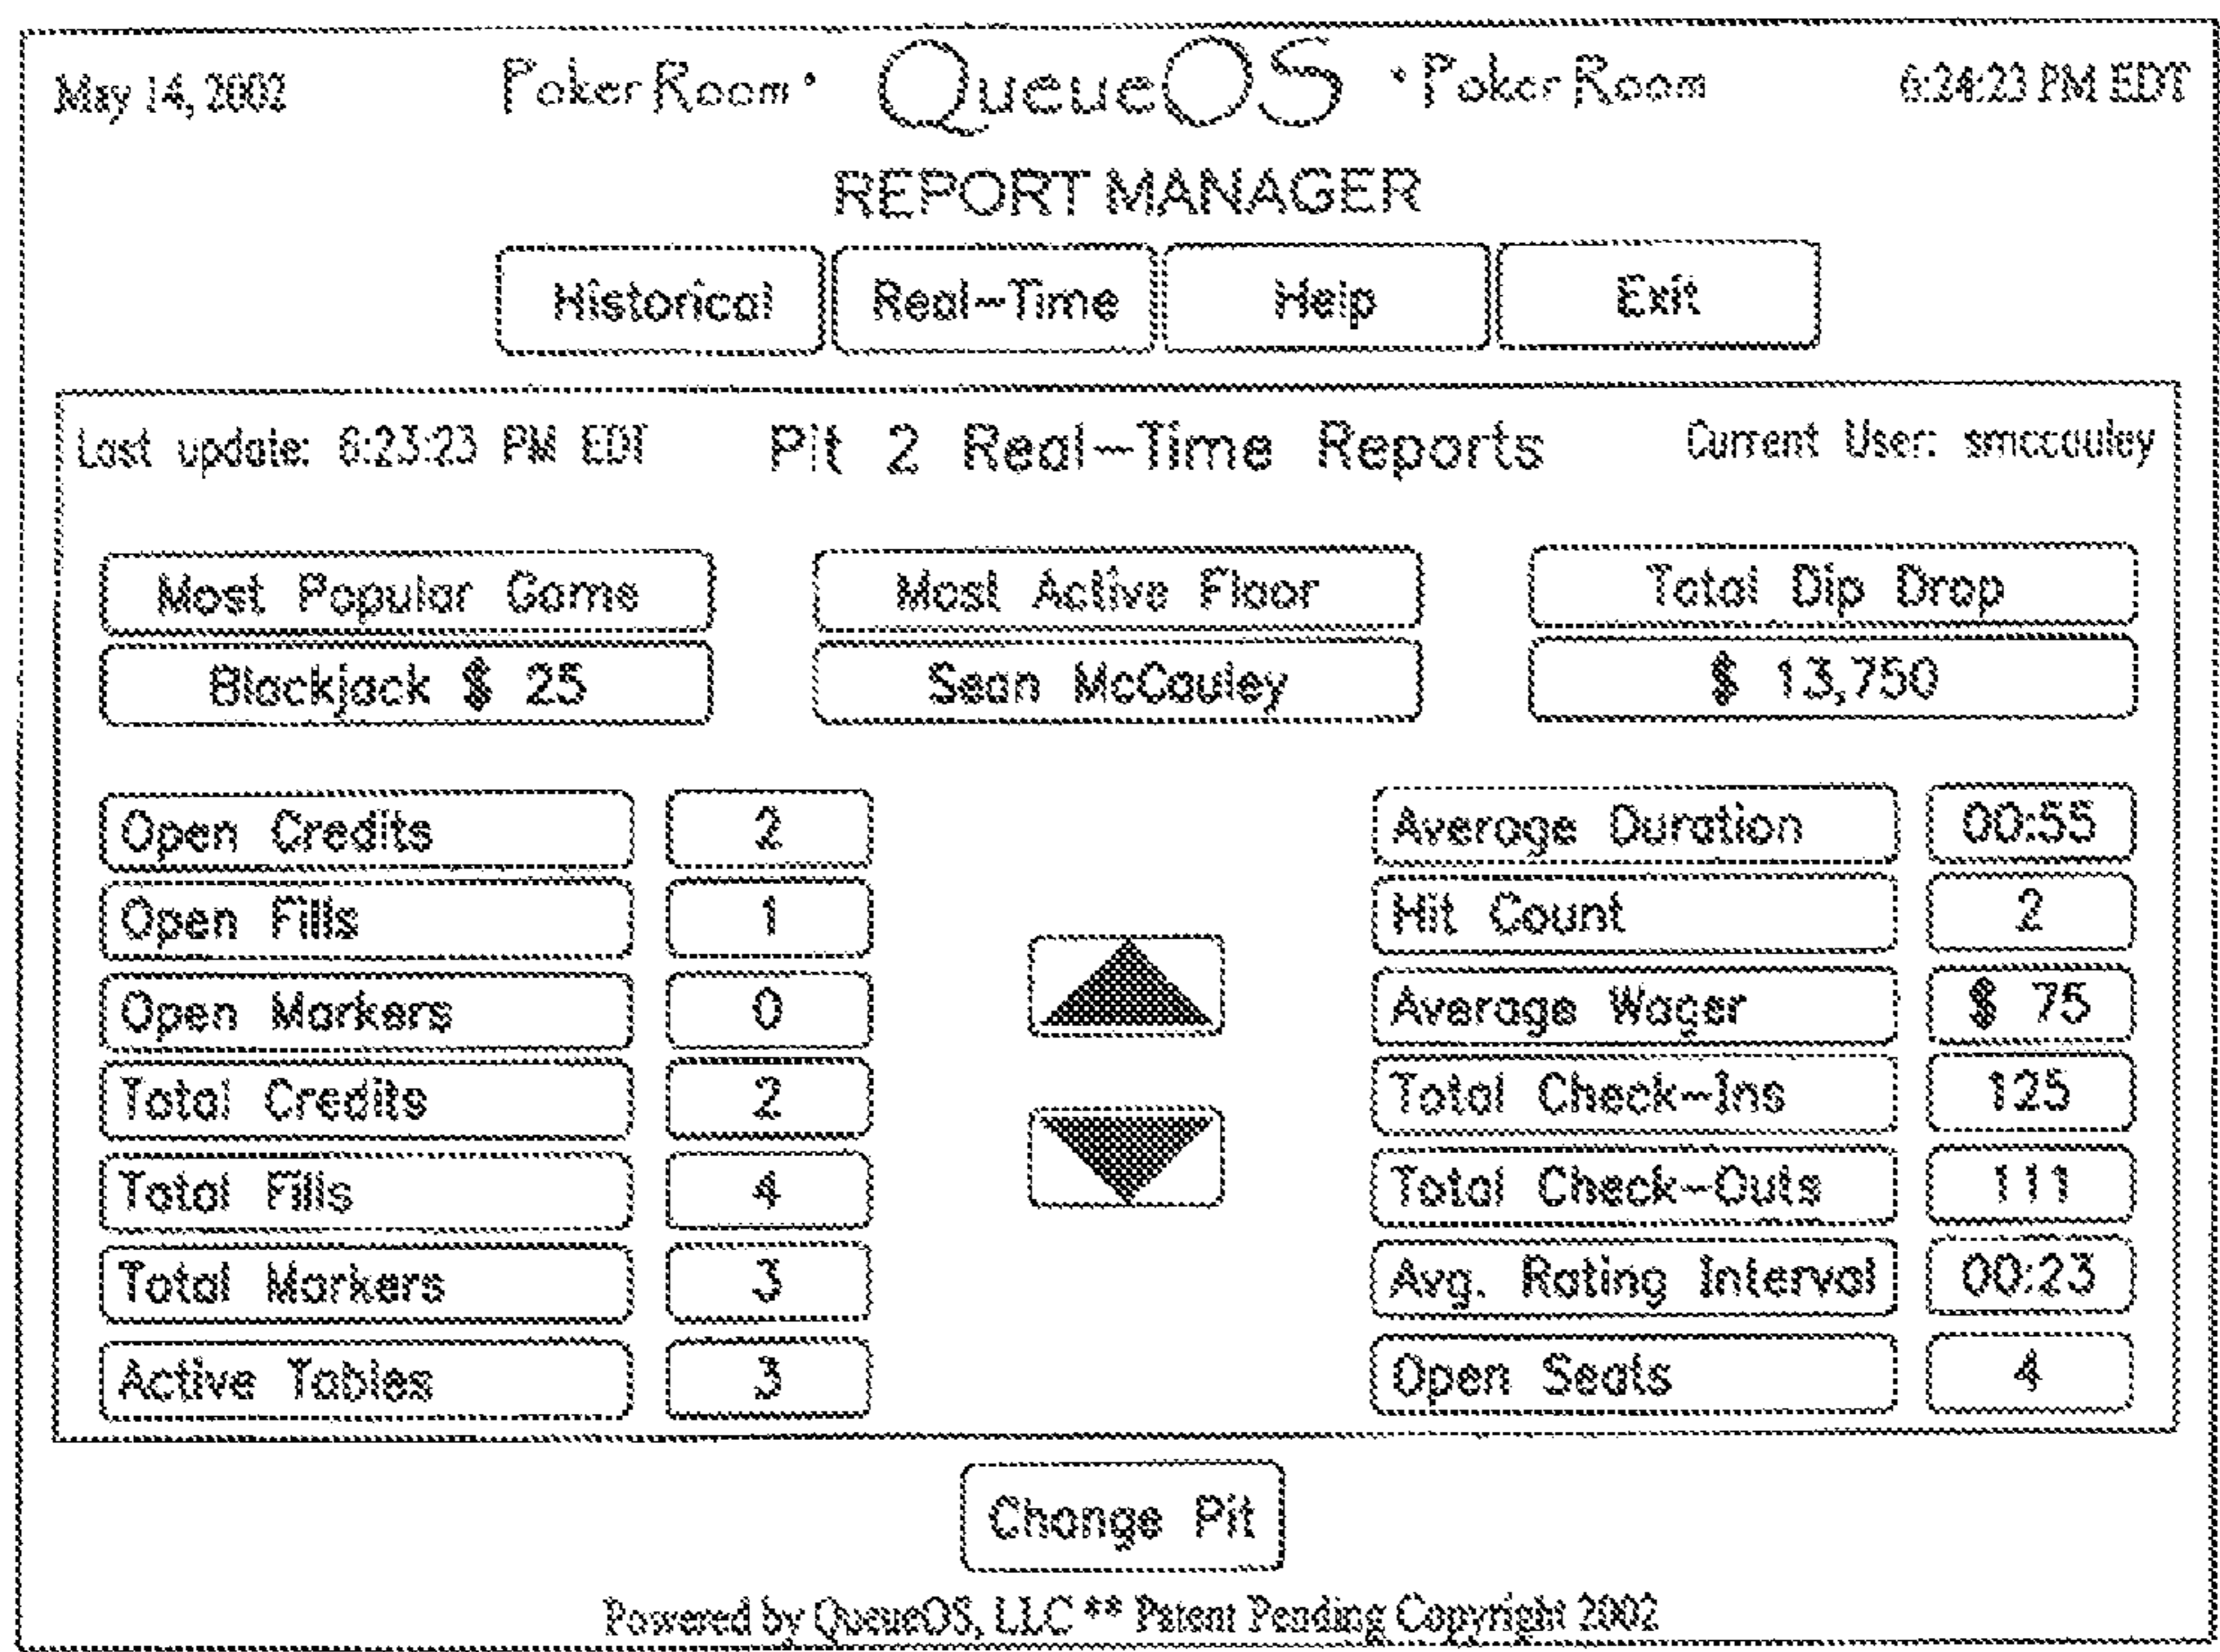 May 14, 2002 Poker Room • QueueOS • Poker Room 6:24:23 PM EDT
REPORT MANAGER
Historical Real-Time Help Exit
Last update: 6:23:23 PM EDT Pit 2 Real-Time Reports Current User: smccauley
Most Popular Game Most Active Floor Total Dip Drop
Blackjack $ 25 Sean McCauley $ 13,750
Open Credits 2 Average Duration 00:55
Open Fills 1 Hit Count 2
Open Markers 0 Average Wager $ 75
Total Credits 2 Total Check-Ins 125
Total Fills 4 Total Check-Outs 111
Total Markers 3 Avg. Rating Interval 00:23
Active Tables 3 Open Seats 4
Change Pit
Powered by QueueOS, LLC ** Patent Pending Copyright 2002